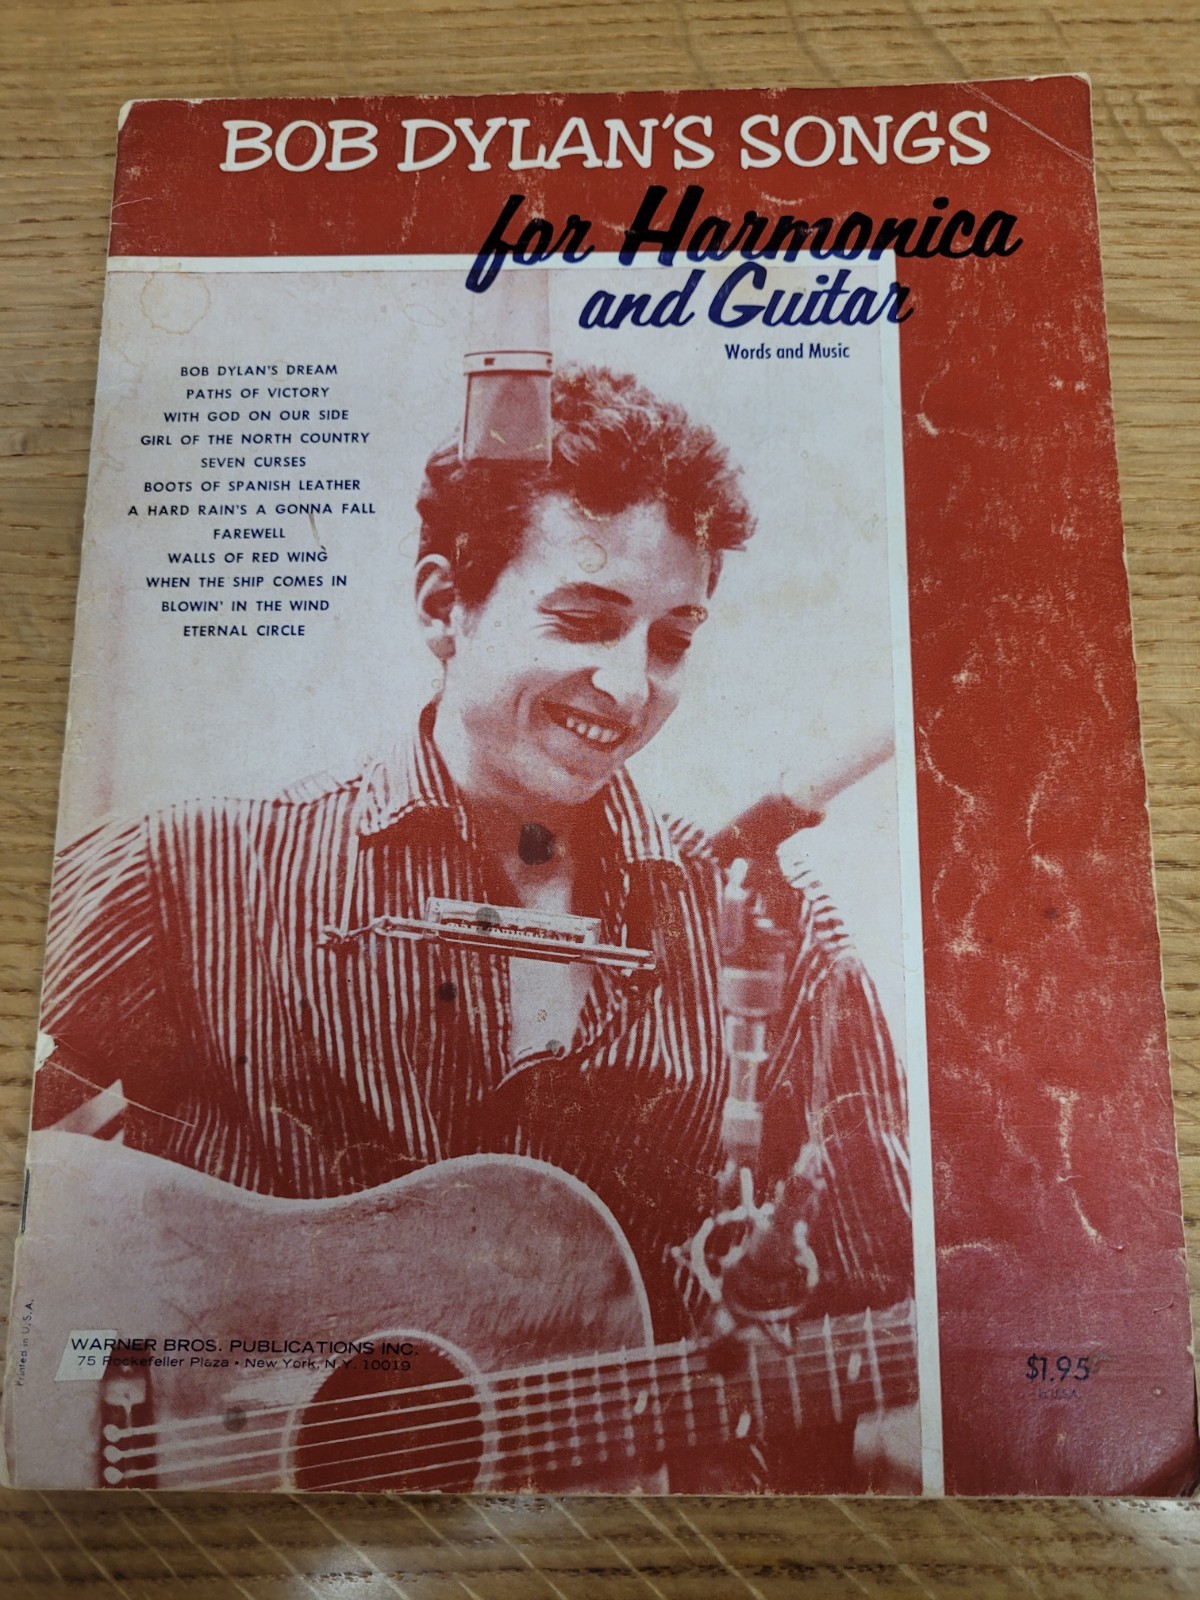 BOB DYLAN'S SONGS
for Harmonica
and Guitar
Words and Music
BOB DYLAN'S DREAM
PATHS OF VICTORY
WITH GOD ON OUR SIDE
GIRL OF THE NORTH COUNTRY
SEVEN CURSES
BOOTS OF SPANISH LEATHER
A HARD RAIN'S A GONNA FALL
FAREWELL
WALLS OF RED WING
WHEN THE SHIP COMES IN
BLOWIN' IN THE WIND
ETERNAL CIRCLE
Printed in U.S.A.
WARNER BROS. PUBLICATIONS INC.
75 Rockefeller Plaza • New York, N.Y. 10019
$1.95
in U.S.A.